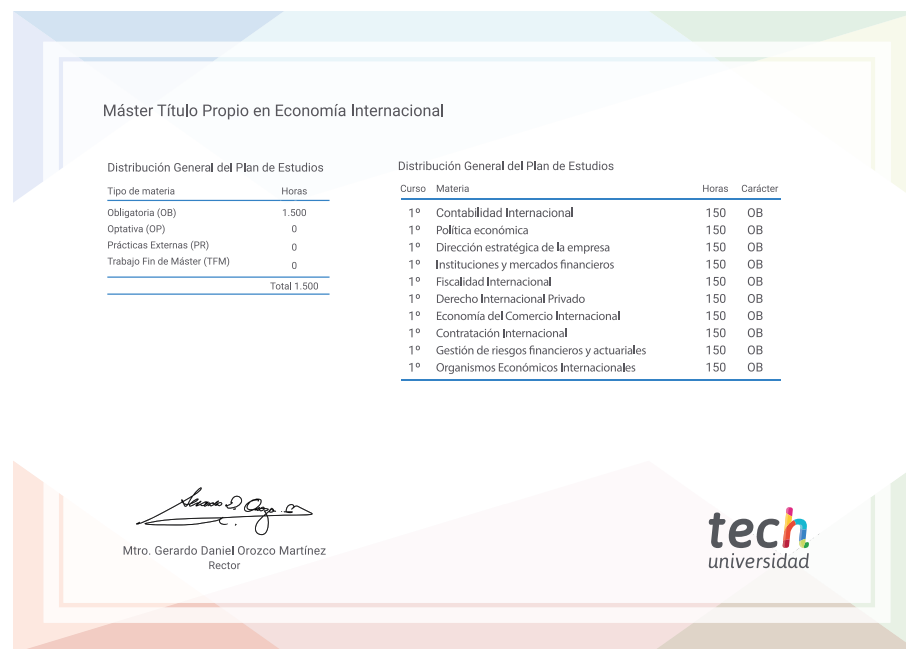 Máster Título Propio en Economía Internacional
Distribución General del Plan de Estudios
Tipo de materia Horas
Obligatoria (OB) 1.500
Optativa (OP) 0
Prácticas Externas (PR) 0
Trabajo Fin de Máster (TFM) 0
Total 1.500
Distribución General del Plan de Estudios
Curso Materia Horas Carácter
1º Contabilidad Internacional 150 OB
1º Política económica 150 OB
1º Dirección estratégica de la empresa 150 OB
1º Instituciones y mercados financieros 150 OB
1º Fiscalidad Internacional 150 OB
1º Derecho Internacional Privado 150 OB
1º Economía del Comercio Internacional 150 OB
1º Contratación Internacional 150 OB
1º Gestión de riesgos financieros y actuariales 150 OB
1º Organismos Económicos Internacionales 150 OB
Mtro. Gerardo Daniel Orozco Martínez
Rector
tech
universidad